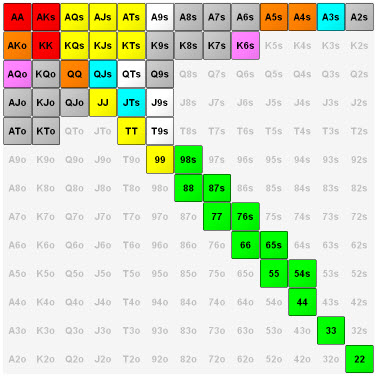 AA AKs AQs AJs ATs A9s A8s A7s A6s A5s A4s A3s A2s
AKo KK KQs KJs KTs K9s K8s K7s K6s K5s K4s K3s K2s
AQo KQo QQ QJs QTs Q9s Q8s Q7s Q6s Q5s Q4s Q3s Q2s
AJo KJo QJo JJ JTs J9s J8s J7s J6s J5s J4s J3s J2s
ATo KTo QTo JTo TT T9s T8s T7s T6s T5s T4s T3s T2s
A9o K9o Q9o J9o T9o 99 98s 97s 96s 95s 94s 93s 92s
A8o K8o Q8o J8o T8o 98o 88 87s 86s 85s 84s 83s 82s
A7o K7o Q7o J7o T7o 97o 87o 77 76s 75s 74s 73s 72s
A6o K6o Q6o J6o T6o 96o 86o 76o 66 65s 64s 63s 62s
A5o K5o Q5o J5o T5o 95o 85o 75o 65o 55 54s 53s 52s
A4o K4o Q4o J4o T4o 94o 84o 74o 64o 54o 44 43s 42s
A3o K3o Q3o J3o T3o 93o 83o 73o 63o 53o 43o 33 32s
A2o K2o Q2o J2o T2o 92o 82o 72o 62o 52o 42o 32o 22